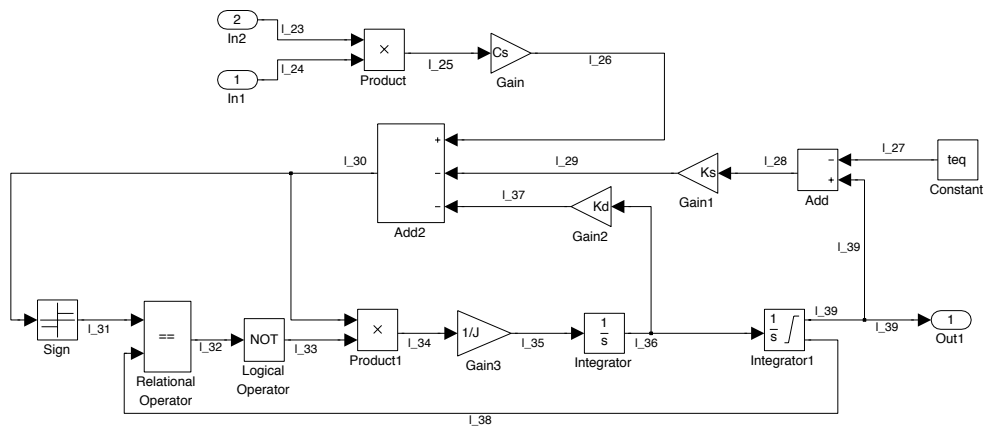 2
l_23
In2
×
Cs
l_24
l_25
l_26
1
Product
Gain
In1
+
l_30
l_29
l_28
l_27
−
Ks
−
+
teq
l_37
Gain1
Add
Constant
−
Kd
Add2
Gain2
l_39
l_31
==
×
1/J
1
s
1
s
l_39
l_39
1
Sign
l_32
NOT
l_33
l_34
l_35
l_36
Out1
Product1
Gain3
Integrator
Integrator1
Relational
Operator
Logical
Operator
l_38